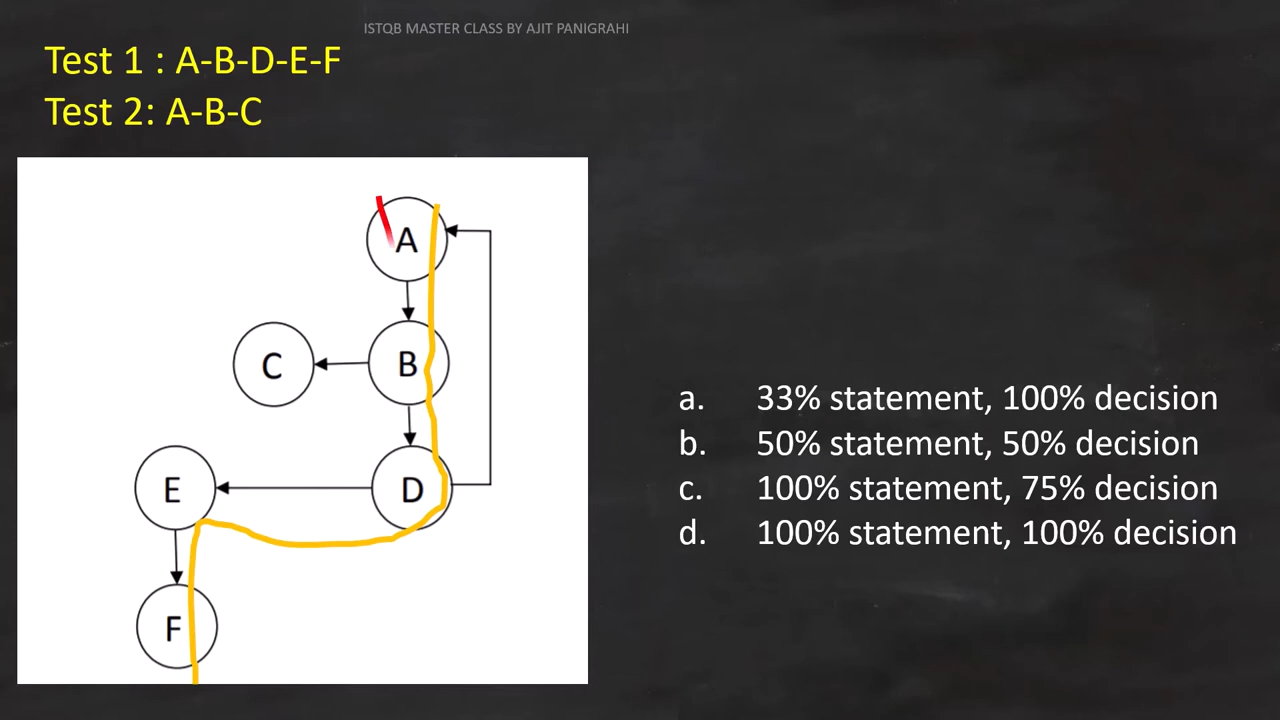 ISTQB MASTER CLASS BY AJIT PANIGRAHI
Test 1 : A-B-D-E-F
Test 2: A-B-C
A
C
B
E
D
F
a. 33% statement, 100% decision
b. 50% statement, 50% decision
c. 100% statement, 75% decision
d. 100% statement, 100% decision